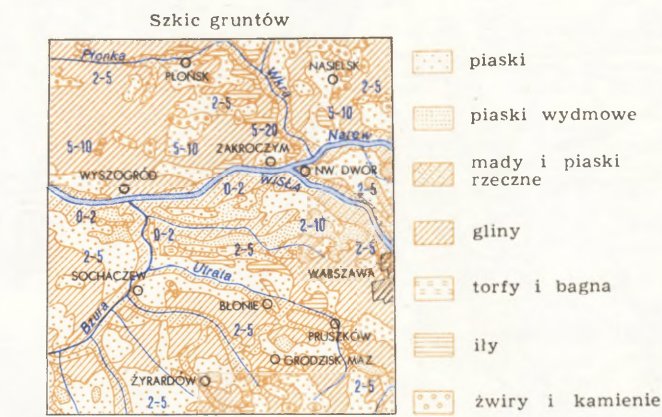 Szkic gruntów
Płonka
2-5
PŁOŃSK
Wkra
NASIELSK
2-5
2-5
5-10
5-20
Narew
5-10
5-10
ZAKROCZYM
WYSZOGRÓD
WISŁA
NW DWÓR
0-2
2-5
0-2
0-2
2-10
2-5
2-5
2-5
SOCHACZEW
Utrata
WARSZAWA
BŁONIE
Bzura
2-5
PRUSZKÓW
GRODZISK MAZ
ŻYRARDÓW
2-5
2-5
piaski
piaski wydmowe
mady i piaski
rzeczne
gliny
torfy i bagna
iły
żwiry i kamienie